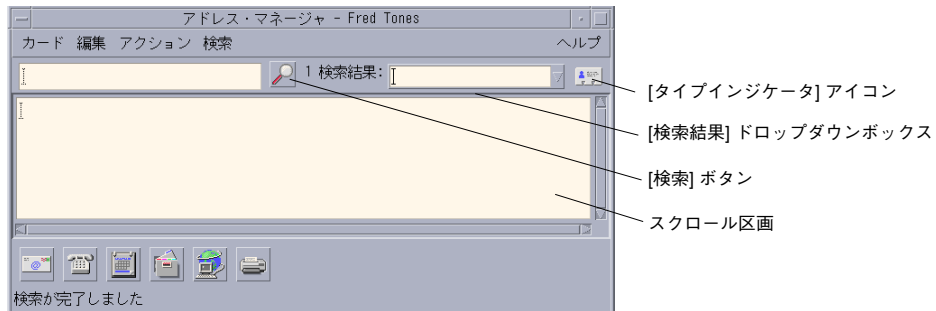 アドレス・マネージャ - Fred Tones
カード 編集 アクション 検索 ヘルプ
1 検索結果:
[タイプインジケータ] アイコン
[検索結果] ドロップダウンボックス
[検索] ボタン
スクロール区画
検索が完了しました